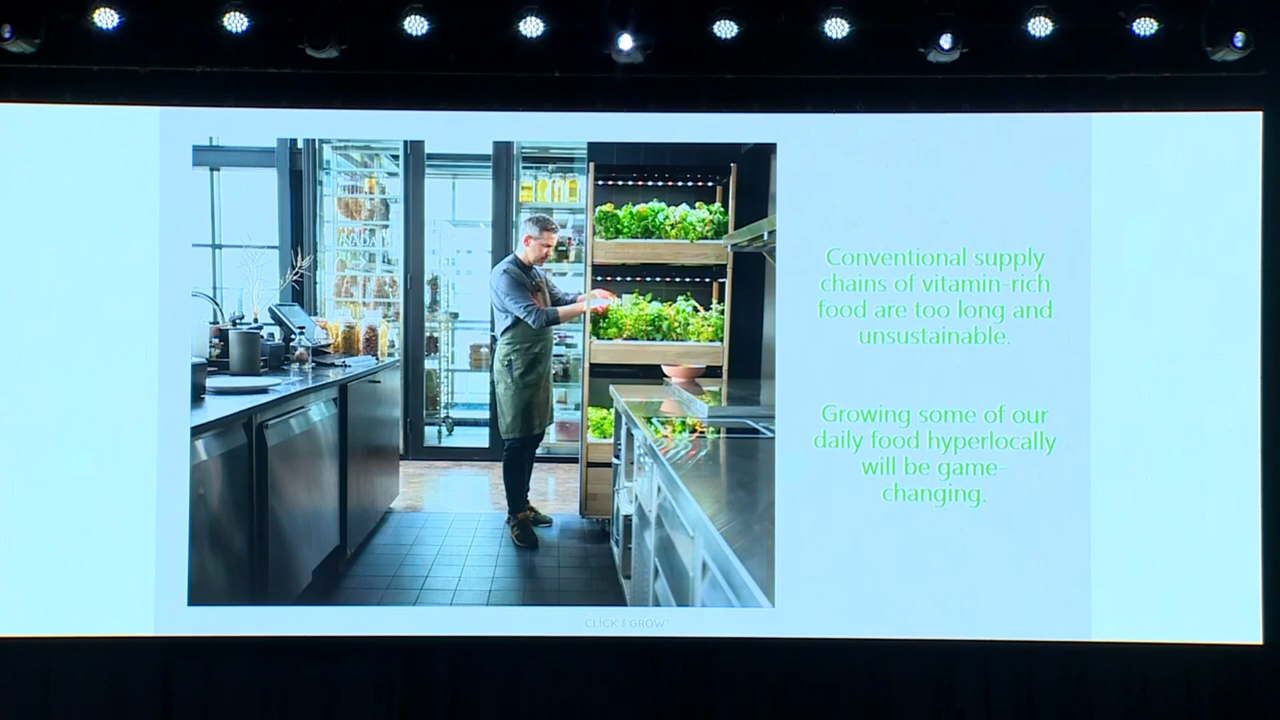 Conventional supply
chains of vitamin-rich
food are too long and
unsustainable.
Growing some of our
daily food hyperlocally
will be game-
changing.
CLICK & GROW